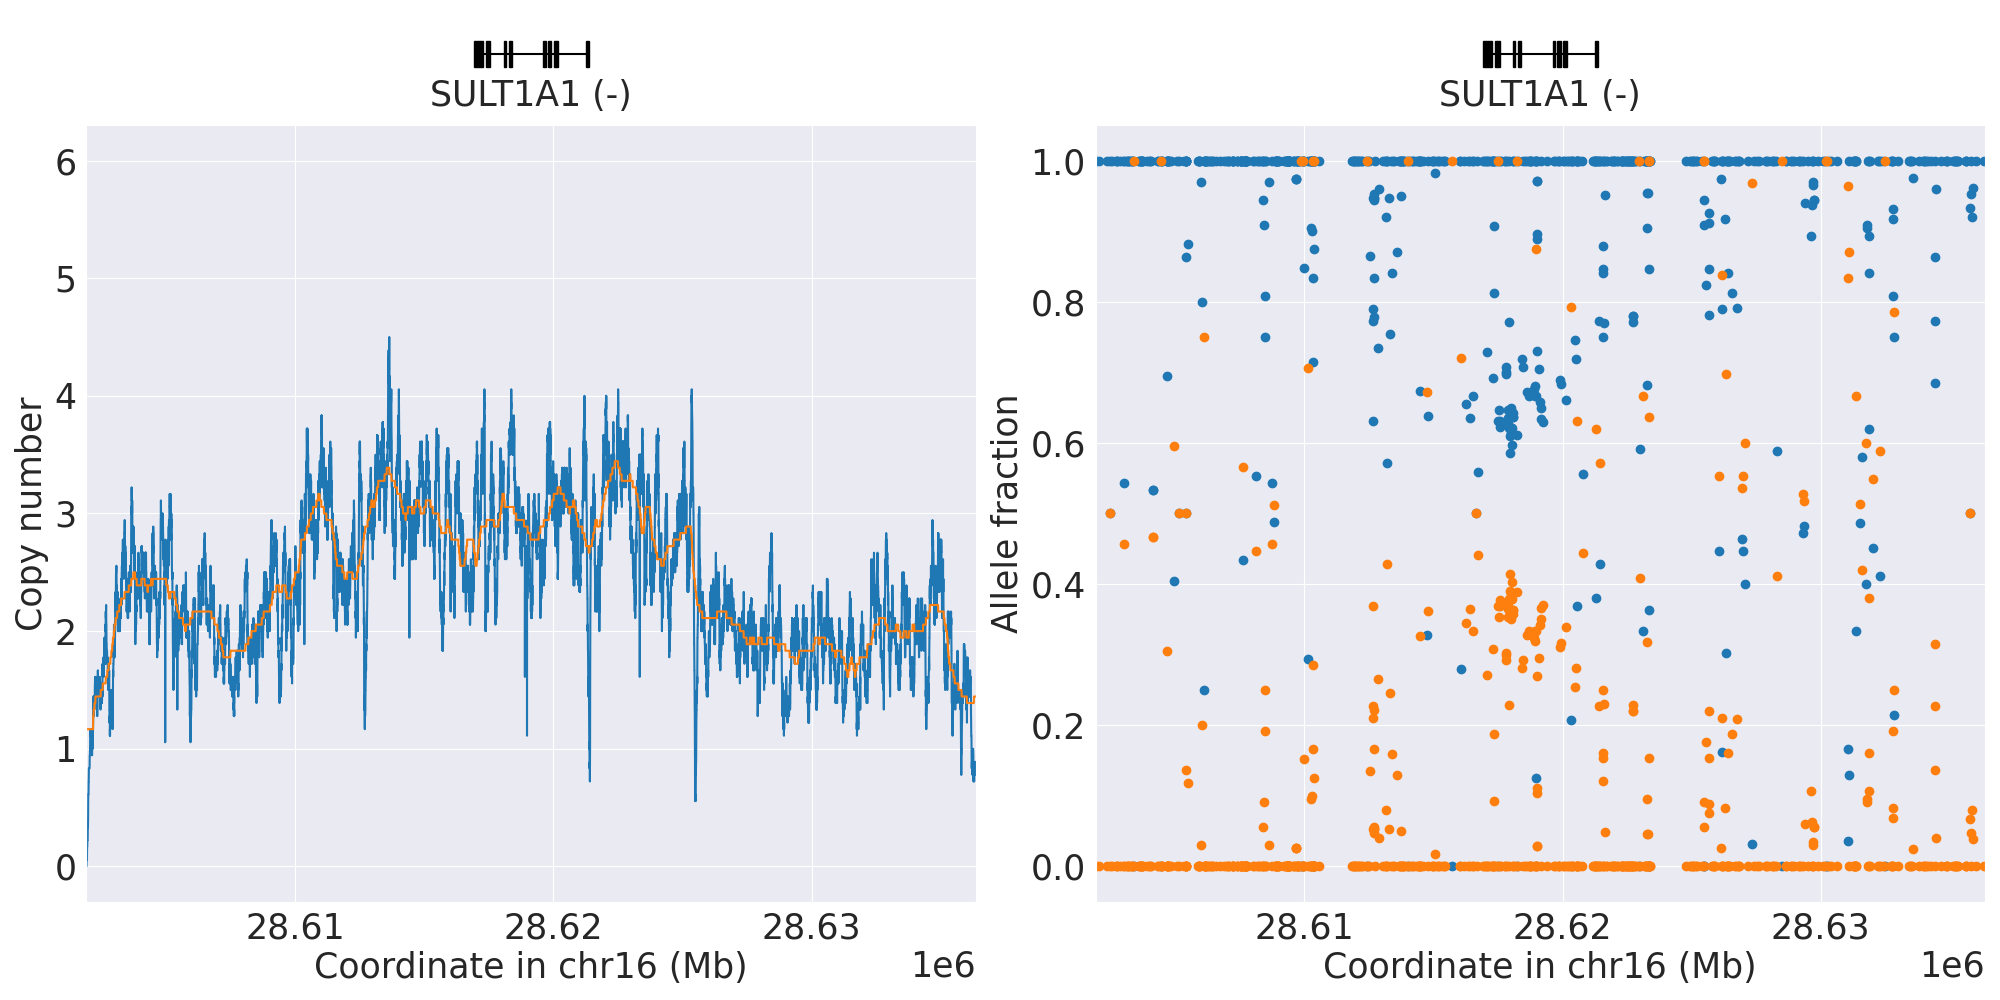 SULT1A1 (-)
Copy number
6
5
4
3
2
1
0
28.61
28.62
28.63
Coordinate in chr16 (Mb)
1e6
SULT1A1 (-)
Allele fraction
1.0
0.8
0.6
0.4
0.2
0.0
28.61
28.62
28.63
Coordinate in chr16 (Mb)
1e6